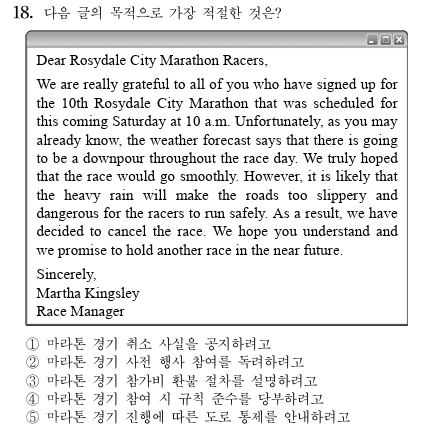 18. 다음 글의 목적으로 가장 적절한 것은?
Dear Rosydale City Marathon Racers,
We are really grateful to all of you who have signed up for
the 10th Rosydale City Marathon that was scheduled for
this coming Saturday at 10 a.m. Unfortunately, as you may
already know, the weather forecast says that there is going
to be a downpour throughout the race day. We truly hoped
that the race would go smoothly. However, it is likely that
the heavy rain will make the roads too slippery and
dangerous for the racers to run safely. As a result, we have
decided to cancel the race. We hope you understand and
we promise to hold another race in the near future.
Sincerely,
Martha Kingsley
Race Manager
① 마라톤 경기 취소 사실을 공지하려고
② 마라톤 경기 사전 행사 참여를 독려하려고
③ 마라톤 경기 참가비 환불 절차를 설명하려고
④ 마라톤 경기 참여 시 규칙 준수를 당부하려고
⑤ 마라톤 경기 진행에 따른 도로 통제를 안내하려고